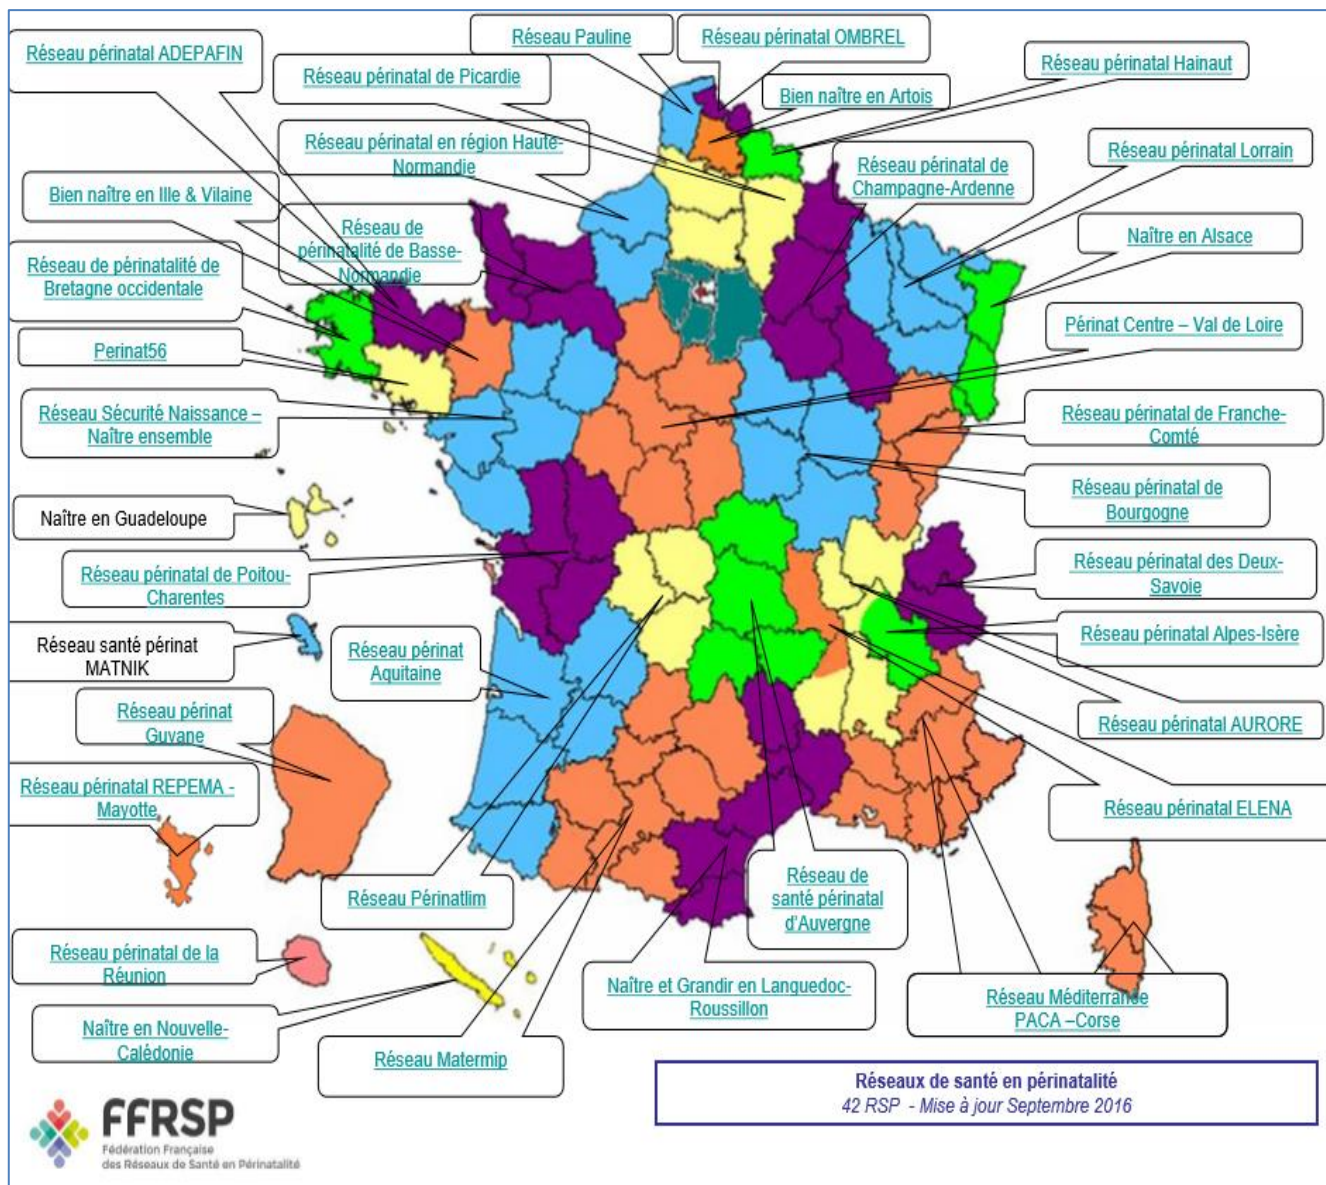 Réseau Pauline
Réseau périnatal OMBREL
Réseau périnatal ADEPAFIN
Réseau périnatal de Picardie
Réseau périnatal Hainaut
Bien naître en Artois
Réseau périnatal en région Haute-
Normandie
Réseau périnatal Lorrain
Réseau périnatal de
Champagne-Ardenne
Bien naître en Ille & Vilaine
Réseau de
périnatalité de Basse-
Normandie
Naître en Alsace
Réseau de périnatalité de
Bretagne occidentale
Périnat Centre – Val de Loire
Perinat56
Réseau Sécurité Naissance –
Naître ensemble
Réseau périnatal de Franche-
Comté
Réseau périnatal de
Bourgogne
Naître en Guadeloupe
Réseau périnatal de Poitou-
Charentes
Réseau périnatal des Deux-
Savoie
Réseau santé périnat
MATNIK
Réseau périnat
Aquitaine
Réseau périnatal Alpes-Isère
Réseau périnat
Guyane
Réseau périnatal AURORE
Réseau périnatal REPEMA -
Mayotte
Réseau périnatal ELENA
Réseau Périnatlim
Réseau de
santé périnatal
d'Auvergne
Réseau périnatal de la
Réunion
Naître et Grandir en Languedoc-
Roussillon
Réseau Méditerranée
PACA –Corse
Naître en Nouvelle-
Calédonie
Réseau Matermip
Réseaux de santé en périnatalité
42 RSP - Mise à jour Septembre 2016
FFRSP
Fédération Française
des Réseaux de Santé en Périnatalité